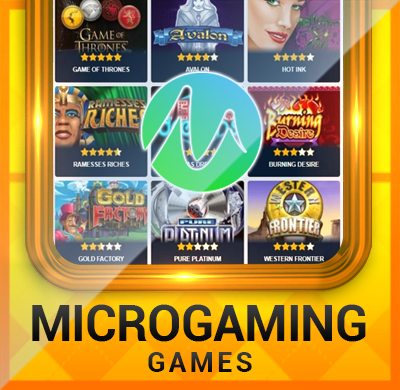 GAME OF
THRONES
Avalon
GAME OF THRONES
AVALON
HOT INK
RAMESSES
RICHES
Burning
Desire
RAMESSES RICHES
BURNING DESIRE
GOLD
FACTORY
PURE
PLATINUM
WESTERN
FRONTIER
GOLD FACTORY
PURE PLATINUM
WESTERN FRONTIER
MICROGAMING
GAMES